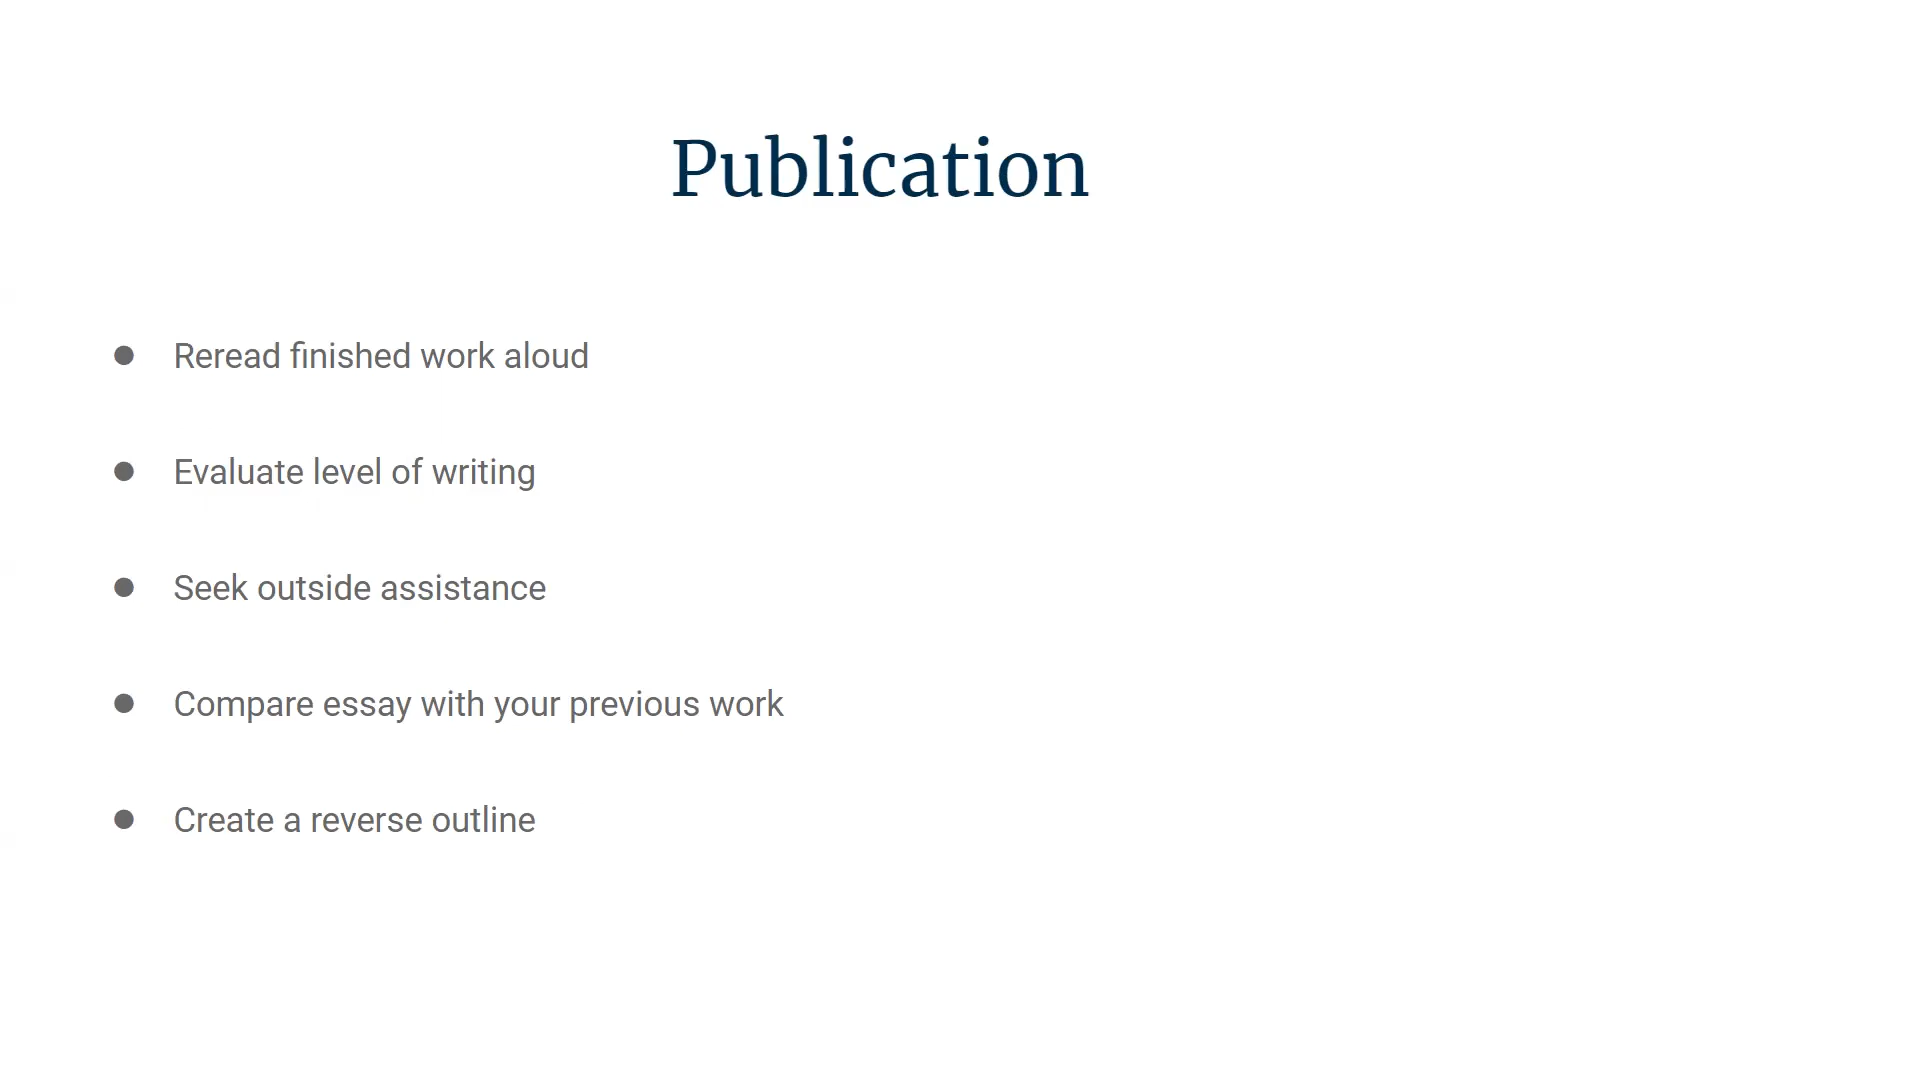 Publication
● Reread finished work aloud
● Evaluate level of writing
● Seek outside assistance
● Compare essay with your previous work
● Create a reverse outline